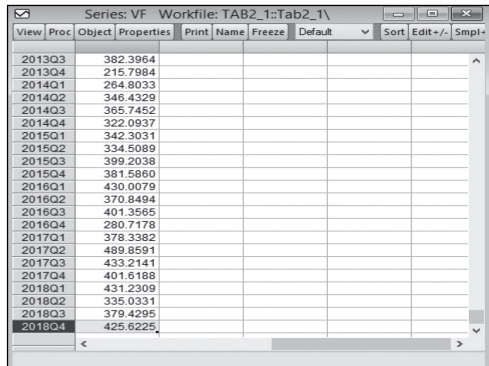 Series: VF Workfile: TAB2_1::Tab2_1\
View Proc Object Properties Print Name Freeze Default Sort Edit+/- Smpl+
2013Q3 382.3964
2013Q4 215.7984
2014Q1 264.8033
2014Q2 346.4329
2014Q3 365.7452
2014Q4 322.0937
2015Q1 342.3031
2015Q2 334.5089
2015Q3 399.2038
2015Q4 381.5860
2016Q1 430.0079
2016Q2 370.8494
2016Q3 401.3565
2016Q4 280.7178
2017Q1 378.3382
2017Q2 489.8591
2017Q3 433.2141
2017Q4 401.6188
2018Q1 431.2309
2018Q2 335.0331
2018Q3 379.4295
2018Q4 425.6225